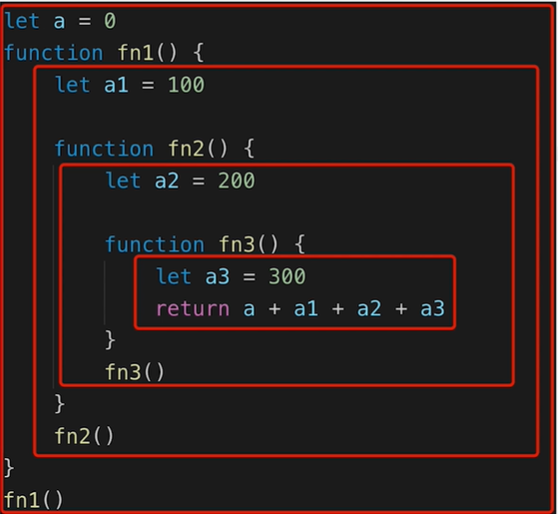 let a = 0
function fn1() {
    let a1 = 100

    function fn2() {
        let a2 = 200

        function fn3() {
            let a3 = 300
            return a + a1 + a2 + a3
        }
        fn3()
    }
    fn2()
}
fn1()